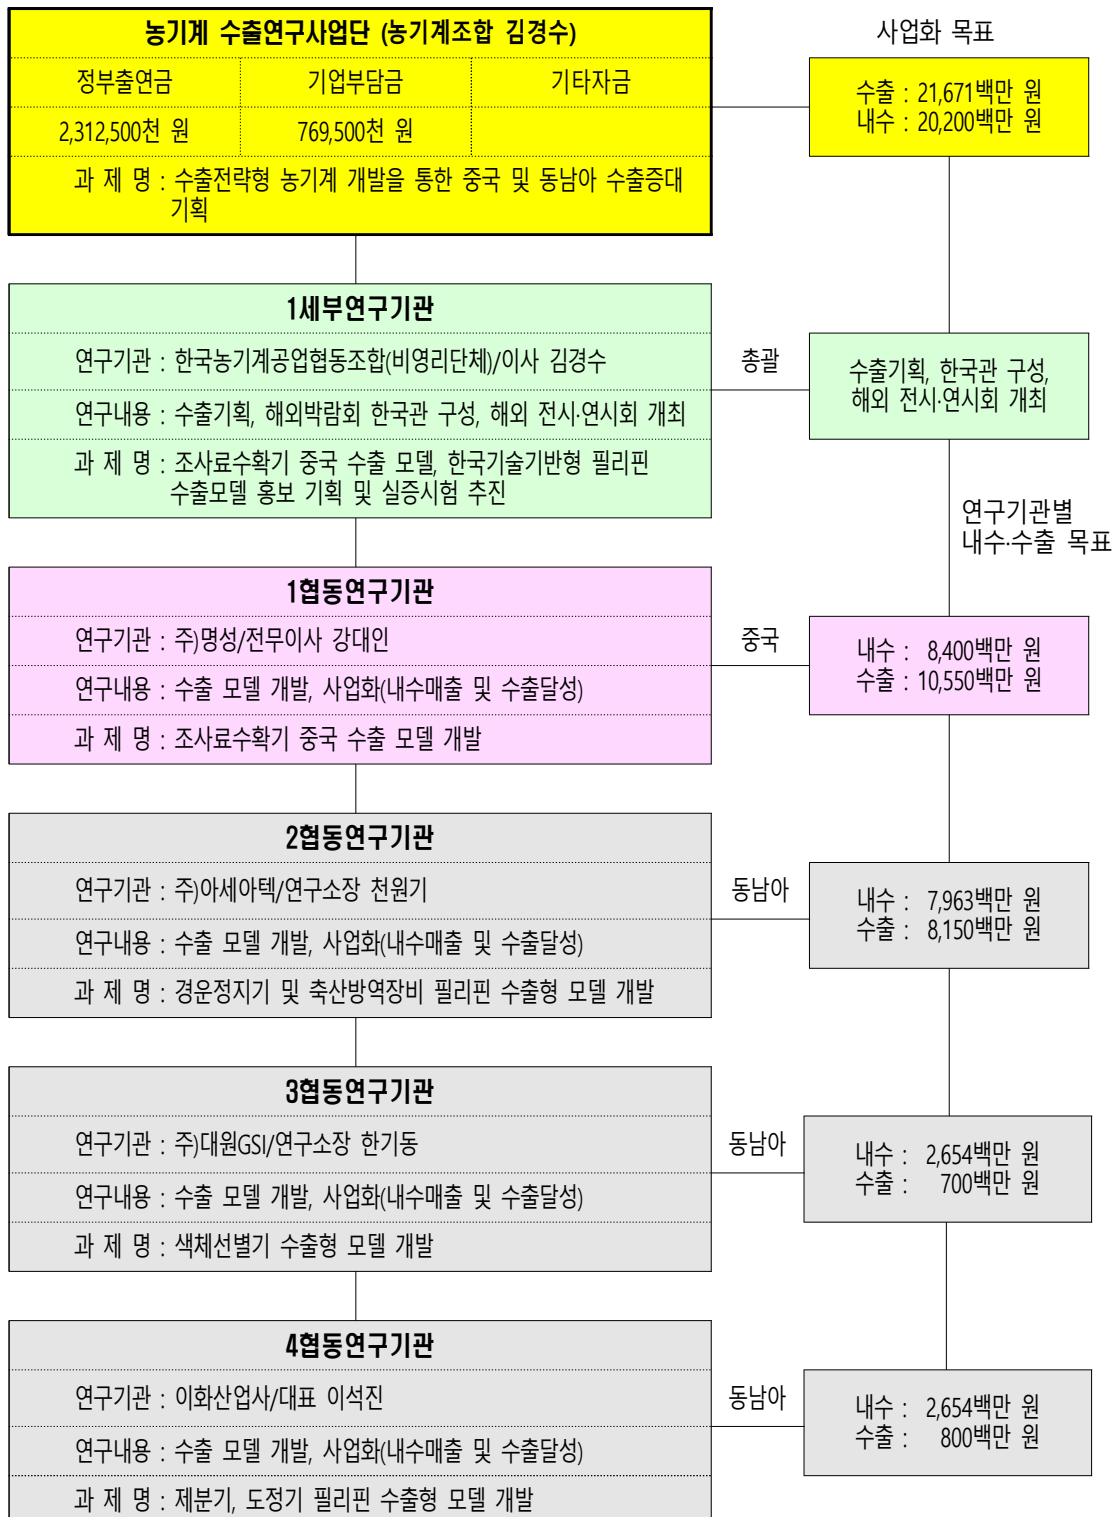 농기계 수출연구사업단 (농기계조합 김경수)
사업화 목표
정부출연금 기업부담금 기타자금
2,312,500천 원 769,500천 원
수출 : 21,671백만 원
내수 : 20,200백만 원
과 제 명 : 수출전략형 농기계 개발을 통한 중국 및 동남아 수출증대
기획
1세부연구기관
연구기관 : 한국농기계공업협동조합(비영리단체)/이사 김경수
총괄
수출기획, 한국관 구성,
해외 전시·연시회 개최
연구내용 : 수출기획, 해외박람회 한국관 구성, 해외 전시·연시회 개최
과 제 명 : 조사료수확기 중국 수출 모델, 한국기술기반형 필리핀
수출모델 홍보 기획 및 실증시험 추진
연구기관별
내수·수출 목표
1협동연구기관
연구기관 : 주)명성/전무이사 강대인
중국
내수 : 8,400백만 원
수출 : 10,550백만 원
연구내용 : 수출 모델 개발, 사업화(내수매출 및 수출달성)
과 제 명 : 조사료수확기 중국 수출 모델 개발
2협동연구기관
연구기관 : 주)아세아텍/연구소장 천원기
동남아
내수 : 7,963백만 원
수출 : 8,150백만 원
연구내용 : 수출 모델 개발, 사업화(내수매출 및 수출달성)
과 제 명 : 경운정지기 및 축산방역장비 필리핀 수출형 모델 개발
3협동연구기관
연구기관 : 주)대원GSI/연구소장 한기동
동남아
내수 : 2,654백만 원
수출 : 700백만 원
연구내용 : 수출 모델 개발, 사업화(내수매출 및 수출달성)
과 제 명 : 색체선별기 수출형 모델 개발
4협동연구기관
연구기관 : 이화산업사/대표 이석진
동남아
내수 : 2,654백만 원
수출 : 800백만 원
연구내용 : 수출 모델 개발, 사업화(내수매출 및 수출달성)
과 제 명 : 제분기, 도정기 필리핀 수출형 모델 개발